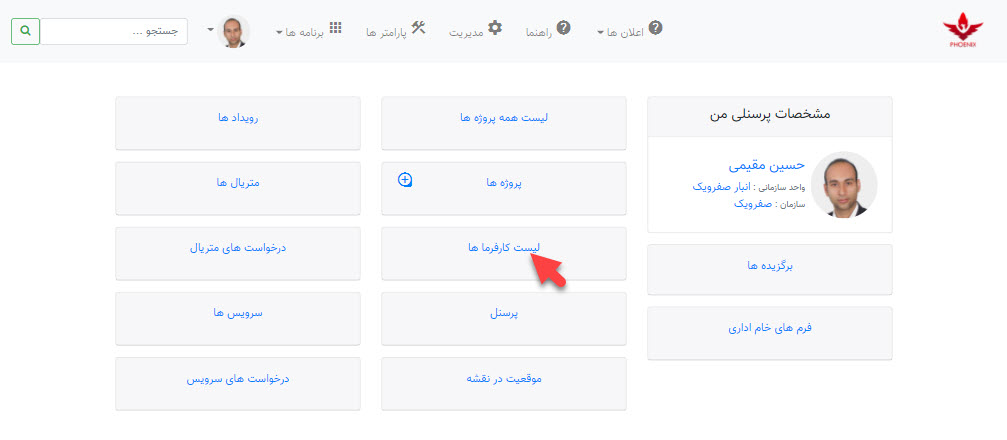 PHOENIX
اعلان ها
راهنما
مدیریت
پارامتر ها
برنامه ها
جستجو ...
مشخصات پرسنلی من
حسین مقیمی
واحد سازمانی : انبار صفرویک
سازمان : صفرویک
برگزیده ها
فرم های خام اداری
لیست همه پروژه ها
پروژه ها
لیست کارفرما ها
پرسنل
موقعیت در نقشه
رویداد ها
متریال ها
درخواست های متریال
سرویس ها
درخواست های سرویس